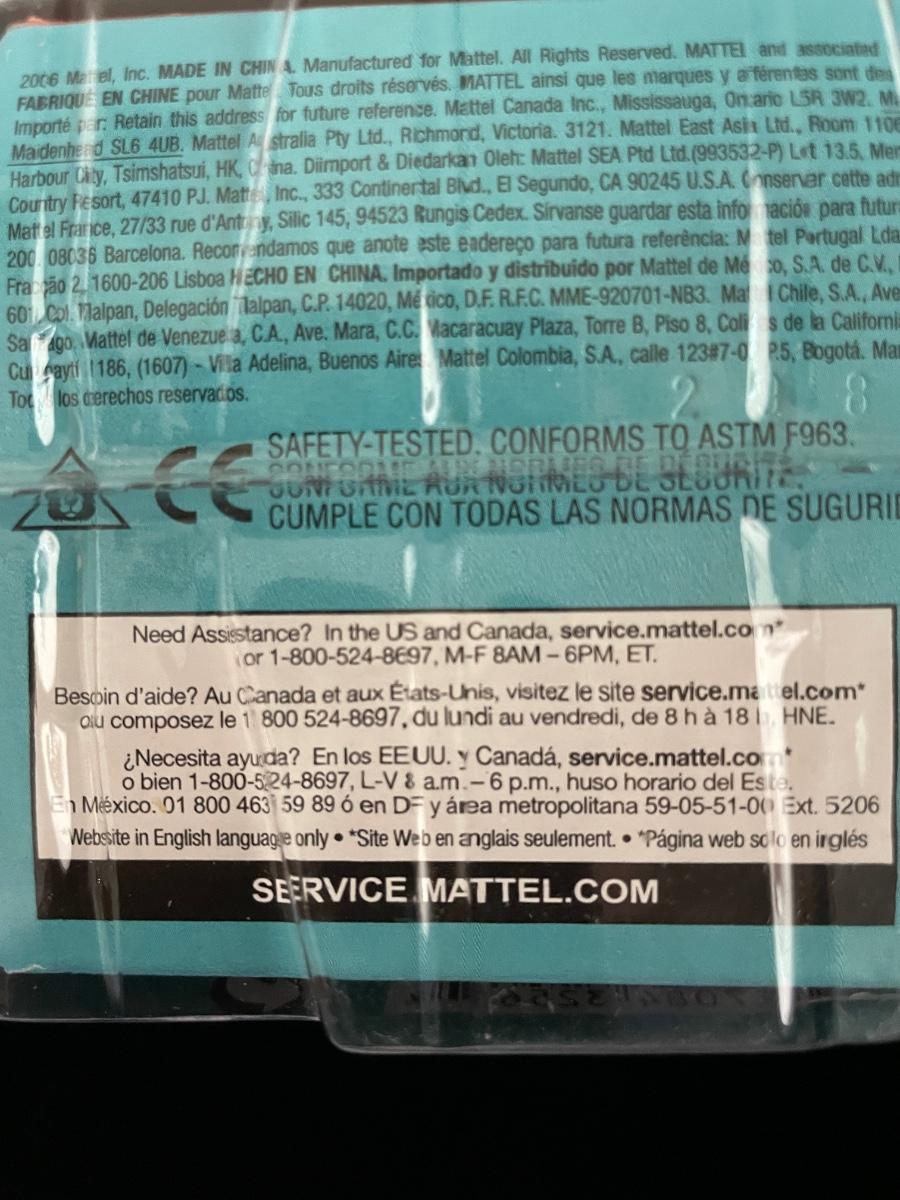 2006 Mattel, Inc. MADE IN CHINA. Manufactured for Mattel. All Rights Reserved. MATTEL and associated
FABRIQUÉ EN CHINE pour Mattel. Tous droits réservés. MATTEL ainsi que les marques y afférentes sont des
Importé par: Retain this address for future reference. Mattel Canada Inc., Mississauga, Ontario L5R 3W2. M
Maidenhead SL6 4UB. Mattel Australia Pty Ltd., Richmond, Victoria. 3121. Mattel East Asia Ltd., Room 1106
Harbour City, Tsimshatsui, HK, China. Diimport & Diedarkan Oleh: Mattel SEA Ptd Ltd.(993532-P) Lot 13.5, Men
Country Resort, 47410 PJ. Mattel, Inc., 333 Continental Blvd., El Segundo, CA 90245 U.S.A. Conservar cette adr
Mattel France, 27/33 rue d'Antony, Silic 145, 94523 Rungis Cedex. Sírvanse guardar esta información para futur
200. 08036 Barcelona. Recomendamos que anote este endereço para futura referência: Mattel Portugal Lda
Fracção 2, 1600-206 Lisboa HECHO EN CHINA. Importado y distribuido por Mattel de México, S.A. de C.V.,
601, Col. Tlalpan, Delegación Tlalpan, C.P. 14020, México, D.F. R.F.C. MME-920701-NB3. Mattel Chile, S.A., Ave
Santiago. Mattel de Venezuela, C.A., Ave. Mara, C.C. Macaracuay Plaza, Torre B, Piso 8, Colinas de la Californi
1186, (1607) - Villa Adelina, Buenos Aires. Mattel Colombia, S.A., calle 123#7-0 P.5, Bogotá. Mat
Todos los derechos reservados.
2 8
CE SAFETY-TESTED. CONFORMS TO ASTM F963.
CONFORME AUX NORMES DE SÉCURITÉ.
CUMPLE CON TODAS LAS NORMAS DE SUGURID
Need Assistance? In the US and Canada, service.mattel.com*
or 1-800-524-8697, M-F 8AM – 6PM, ET.
Besoin d'aide? Au Canada et aux États-Unis, visitez le site service.mattel.com*
ou composez le 1 800 524-8697, du lundi au vendredi, de 8 h à 18 h, HNE.
¿Necesita ayuda? En los EE.UU. y Canadá, service.mattel.com*
o bien 1-800-524-8697, L-V 8 a.m. – 6 p.m., huso horario del Este.
En México: 01 800 463 59 89 ó en DF y área metropolitana 59-05-51-00 Ext. 5206
*Website in English language only • *Site Web en anglais seulement. • *Página web sólo en inglés
SERVICE.MATTEL.COM